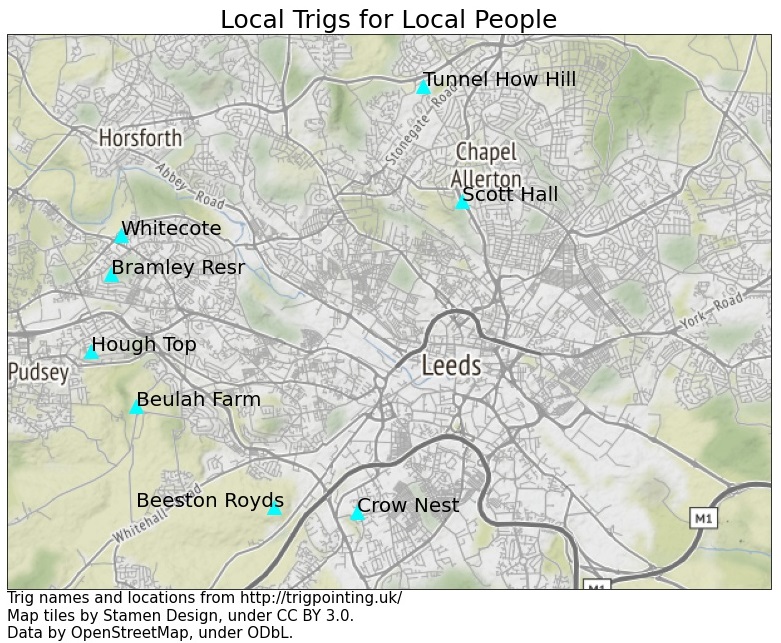 Local Trigs for Local People
Tunnel How Hill
Stonegate-Road
Horsforth
Chapel
Allerton
Abbey-Road
Scott Hall
Whitecote
Bramley Resr
York-Road
Hough Top
Leeds
Pudsey
Beulah Farm
Beeston Royds
Crow Nest
Whitehall-Road
M1
M1
Trig names and locations from http://trigpointing.uk/
Map tiles by Stamen Design, under CC BY 3.0.
Data by OpenStreetMap, under ODbL.